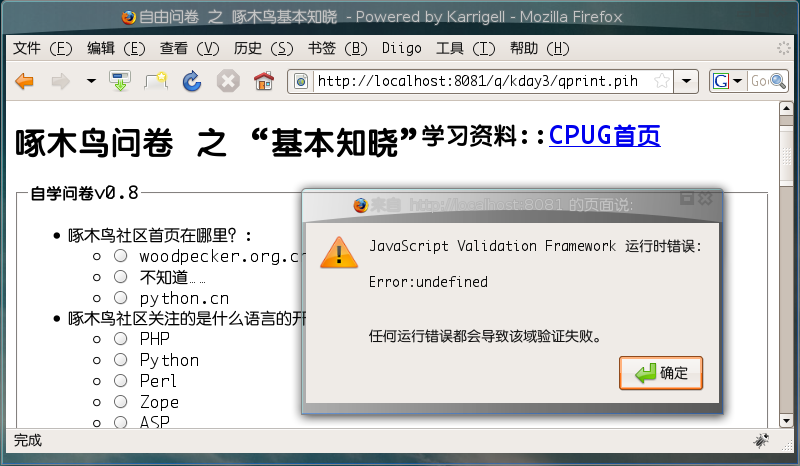 自由问卷 之 啄木鸟基本知晓 - Powered by Karrigell - Mozilla Firefox
文件 (F) 编辑 (E) 查看 (V) 历史 (S) 书签 (B) Diigo 工具 (T) 帮助 (H)
http://localhost:8081/q/kday3/qprint.pih
啄木鸟问卷 之 “基本知晓”学习资料::CPUG首页
自学问卷v0.8
来自 http://localhost:8081 的页面说:
啄木鸟社区首页在哪里?:
woodpecker.org.cn
不知道……
python.cn
啄木鸟社区关注的是什么语言的开
PHP
Python
Perl
Zope
ASP
JavaScript Validation Framework 运行时错误:
Error:undefined
任何运行错误都会导致该域验证失败。
确定
完成